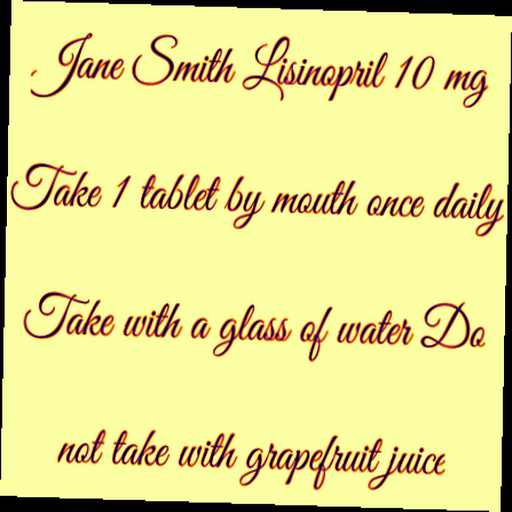 Jane Smith Lisinopril 10 mg
Take 1 tablet by mouth once daily
Take with a glass of water Do
not take with grapefruit juice